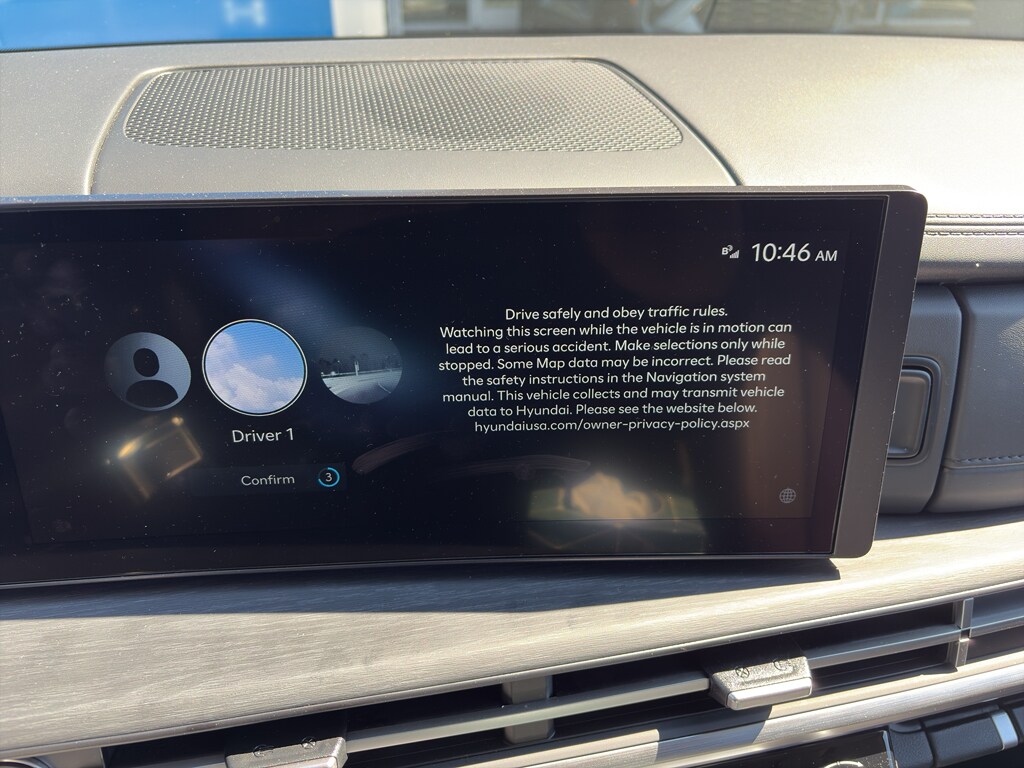 10:46 AM
Drive safely and obey traffic rules.
Watching this screen while the vehicle is in motion can
lead to a serious accident. Make selections only while
stopped. Some Map data may be incorrect. Please read
the safety instructions in the Navigation system
manual. This vehicle collects and may transmit vehicle
data to Hyundai. Please see the website below.
hyundaiusa.com/owner-privacy-policy.aspx
Driver 1
Confirm 3